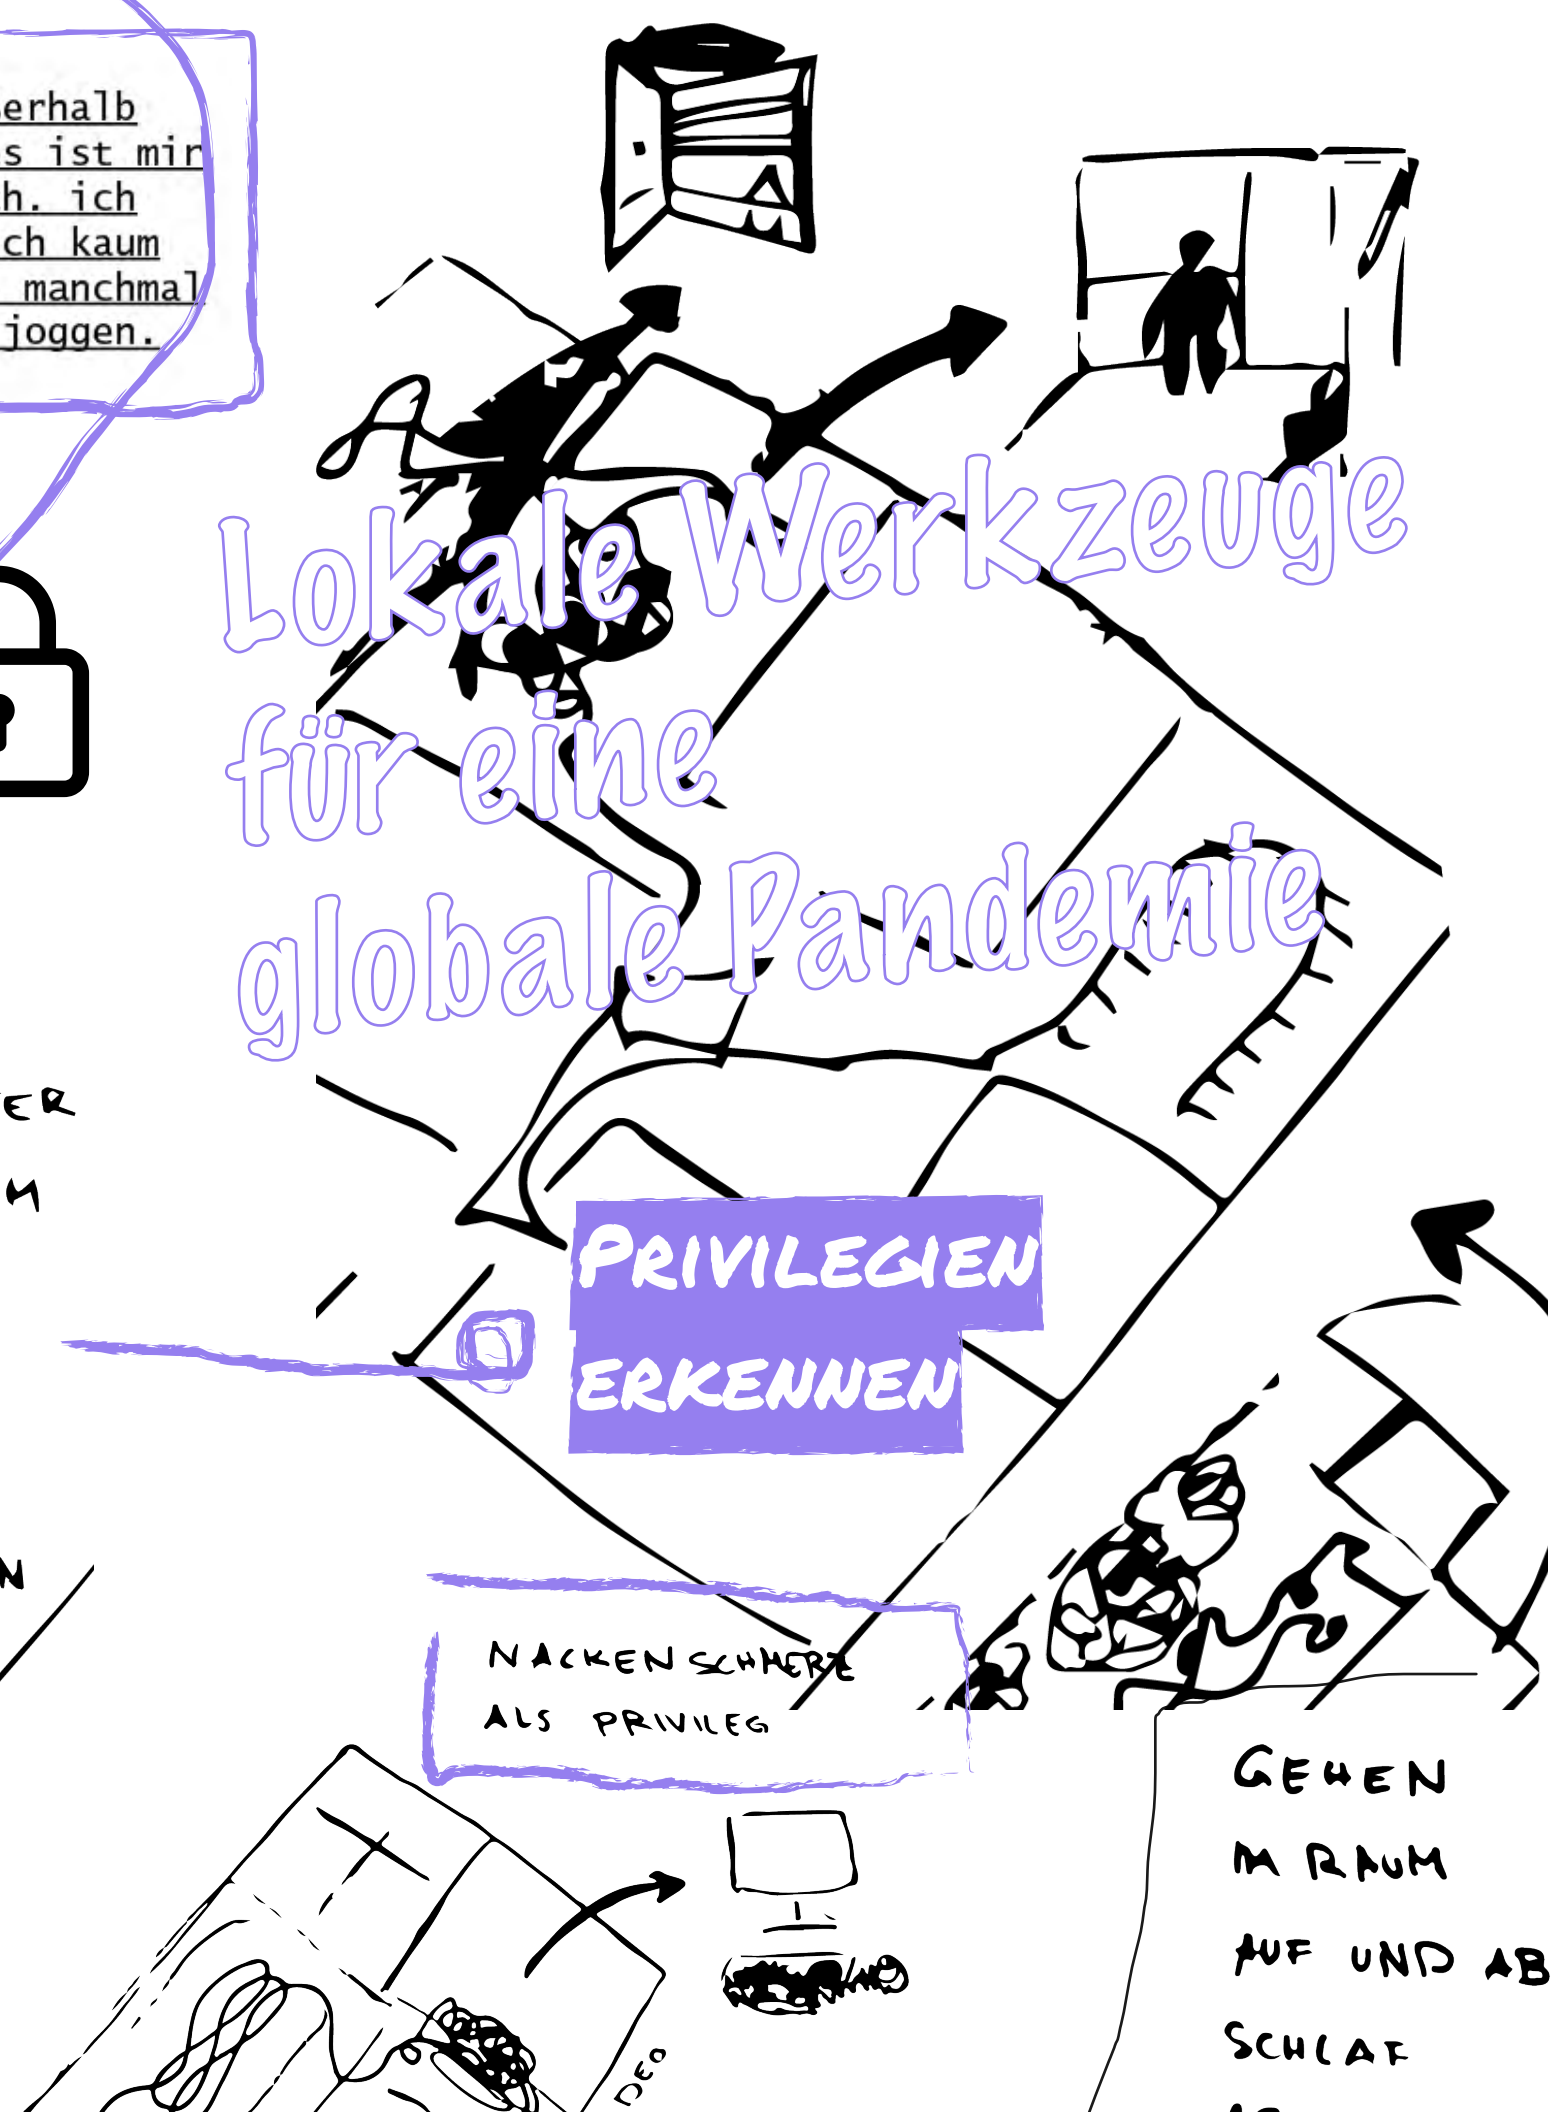 erhalb
s ist mir
h. ich
ch kaum
manchmal
joggen.
Lokale Werkzeuge
für eine
globale Pandemie
ER
M
Privilegien
erkennen
N
NACKENSCHMERZ
ALS PRIVILEG
GEHEN
M RAUM
AUF UND AB
SCHLAF
DEO